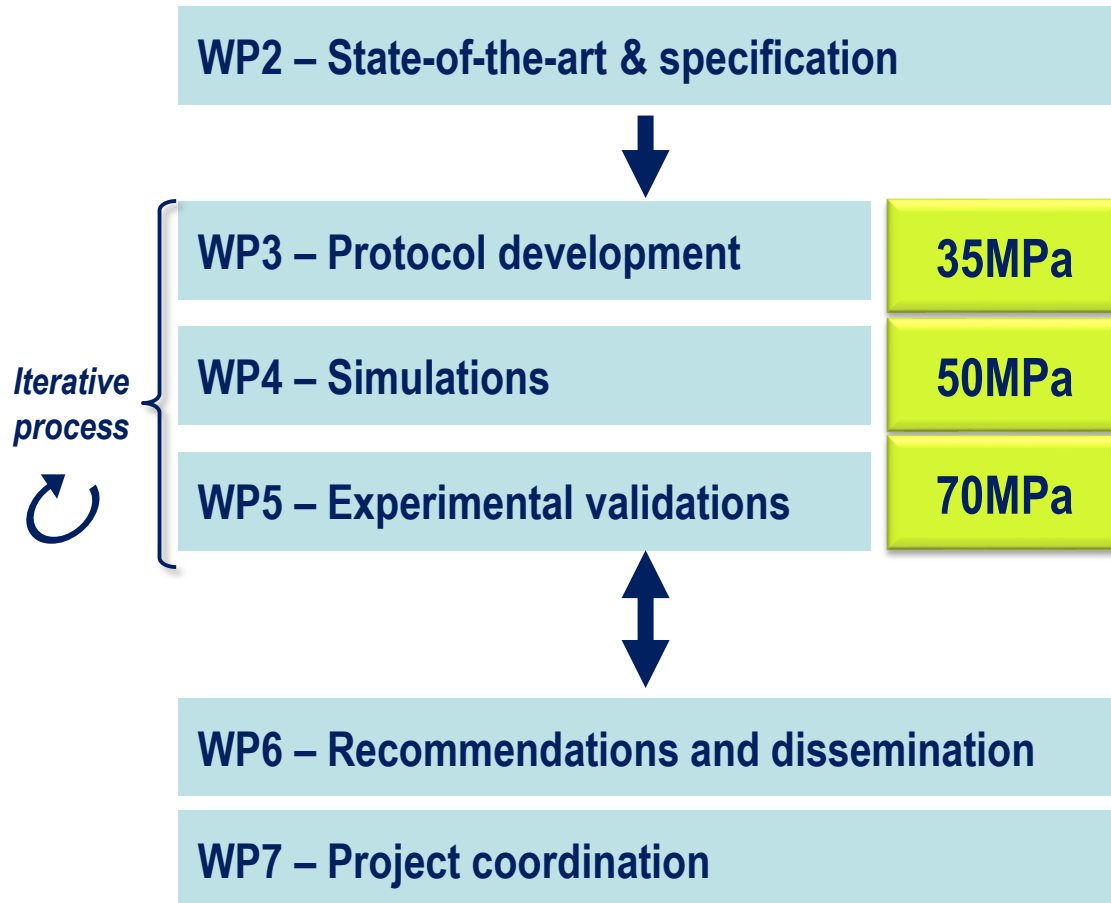 WP2 – State-of-the-art & specification
WP3 – Protocol development
35MPa
WP4 – Simulations
50MPa
Iterative
process
WP5 – Experimental validations
70MPa
WP6 – Recommendations and dissemination
WP7 – Project coordination